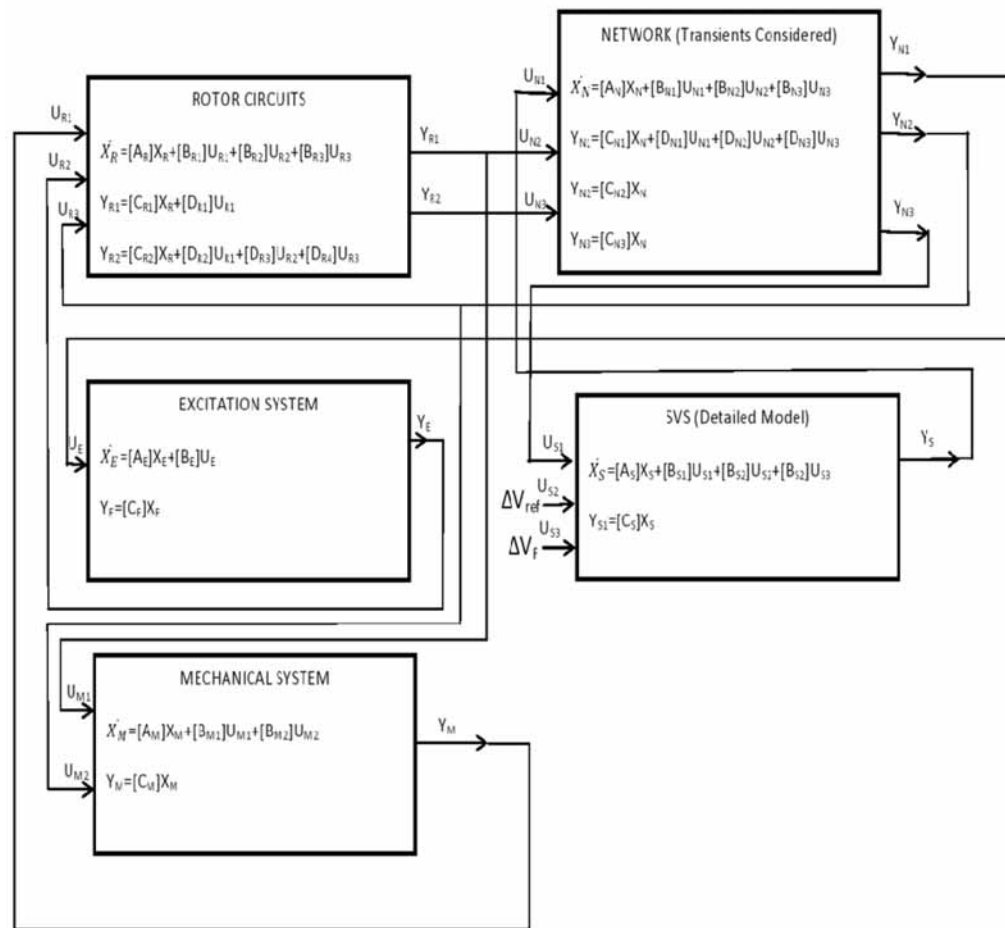 NETWORK (Transients Considered)
Ẋ_N=[A_N]X_N+[B_N1]U_N1+[B_N2]U_N2+[B_N3]U_N3
Y_N1=[C_N1]X_N+[D_N1]U_N1+[D_N2]U_N2+[D_N3]U_N3
Y_N2=[C_N2]X_N
Y_N3=[C_N3]X_N
U_N1
U_N2
U_N3
Y_N1
Y_N2
Y_N3
ROTOR CIRCUITS
Ẋ_R=[A_R]X_R+[B_R1]U_R1+[B_R2]U_R2+[B_R3]U_R3
Y_R1=[C_R1]X_R+[D_R1]U_R1
Y_R2=[C_R2]X_R+[D_R2]U_R1+[D_R3]U_R2+[D_R4]U_R3
U_R1
U_R2
U_R3
Y_R1
Y_R2
EXCITATION SYSTEM
Ẋ_E=[A_E]X_E+[B_E]U_E
Y_E=[C_E]X_E
U_E
Y_E
SVS (Detailed Model)
Ẋ_S=[A_S]X_S+[B_S1]U_S1+[B_S2]U_S2+[B_S2]U_S3
Y_S1=[C_S]X_S
U_S1
U_S2
ΔV_ref
U_S3
ΔV_F
Y_S
MECHANICAL SYSTEM
Ẋ_M=[A_M]X_M+[B_M1]U_M1+[B_M2]U_M2
Y_M=[C_M]X_M
U_M1
U_M2
Y_M